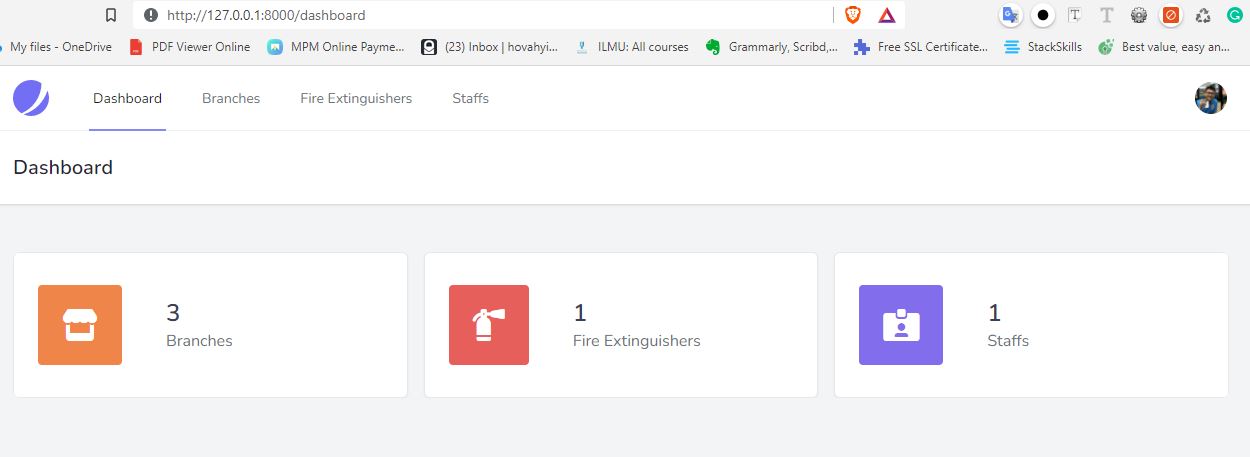 http://127.0.0.1:8000/dashboard
My files - OneDrive PDF Viewer Online MPM Online Payme... (23) Inbox | hovahyi... ILMU: All courses Grammarly, Scribd,... Free SSL Certificate... StackSkills Best value, easy an...
Dashboard Branches Fire Extinguishers Staffs
Dashboard
3 1 1
Branches Fire Extinguishers Staffs